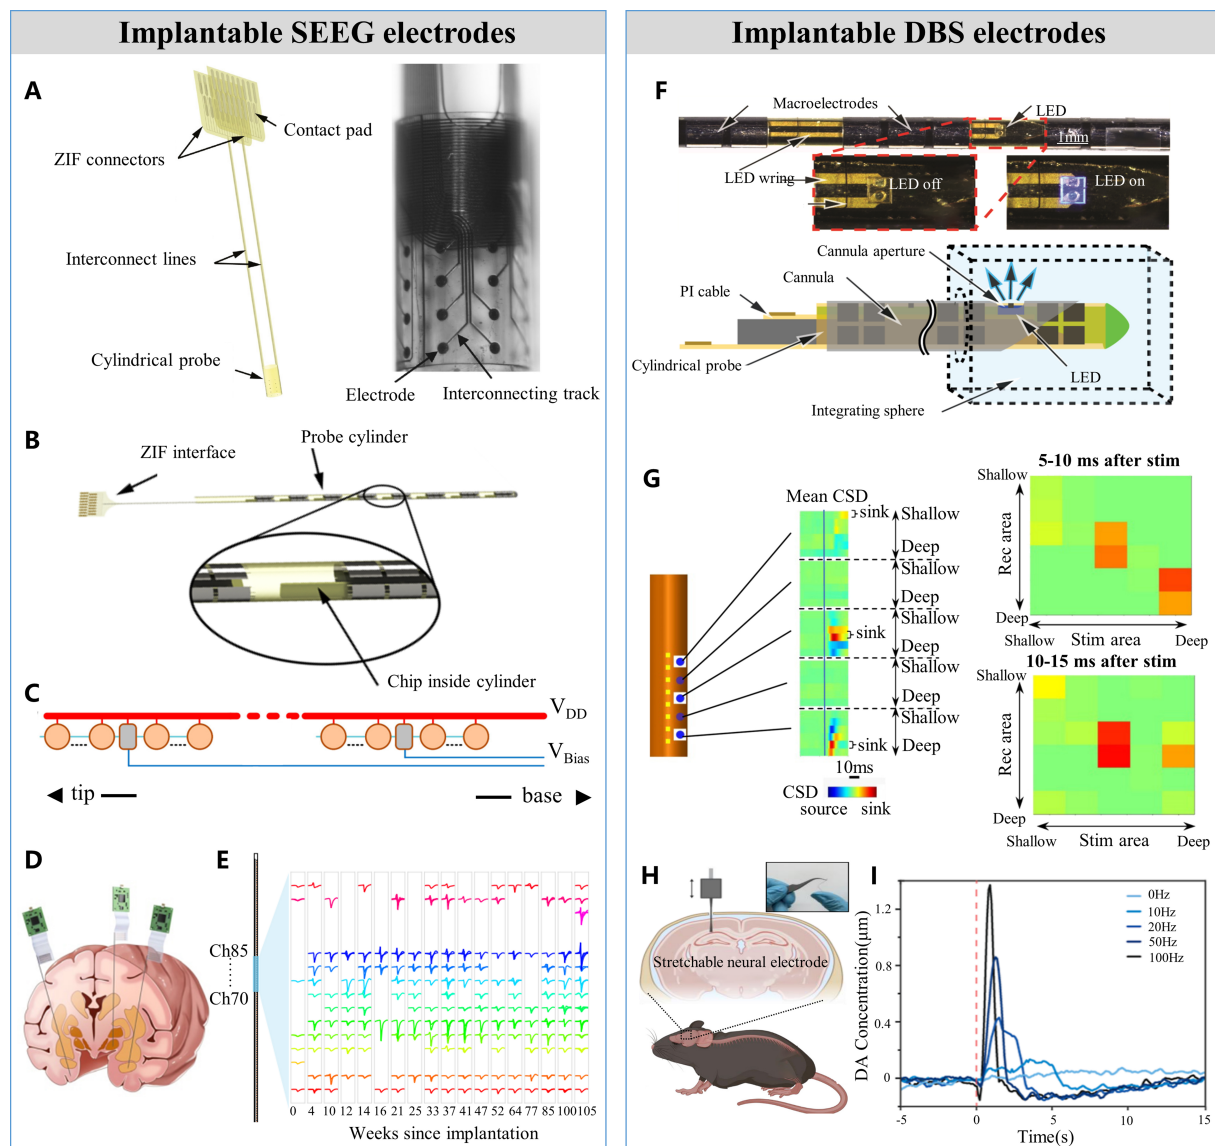 Implantable SEEG electrodes
A
Contact pad
ZIF connectors
Interconnect lines
Cylindrical probe
Electrode
Interconnecting track
B
Probe cylinder
ZIF interface
Chip inside cylinder
C
VDD
VBias
tip
base
D
E
Ch85
Ch70
0 4 10 12 14 16 21 25 33 37 41 47 52 64 77 85 100 105
Weeks since implantation
Implantable DBS electrodes
F
Macroelectrodes
LED
1mm
LED wring
LED off
LED on
Cannula aperture
Cannula
PI cable
Cylindrical probe
LED
Integrating sphere
G
Mean CSD
sink
Shallow
Deep
Shallow
Deep
Shallow
sink
Deep
Shallow
Deep
Shallow
sink
Deep
10ms
CSD
source sink
5-10 ms after stim
Shallow
Rec area
Deep
Shallow Stim area Deep
10-15 ms after stim
Shallow
Rec area
Deep
Shallow Stim area Deep
H
Stretchable neural electrode
I
DA Concentration(μm)
1.2
0.8
0.4
0
0Hz
10Hz
20Hz
50Hz
100Hz
-5 0 5 10 15
Time(s)